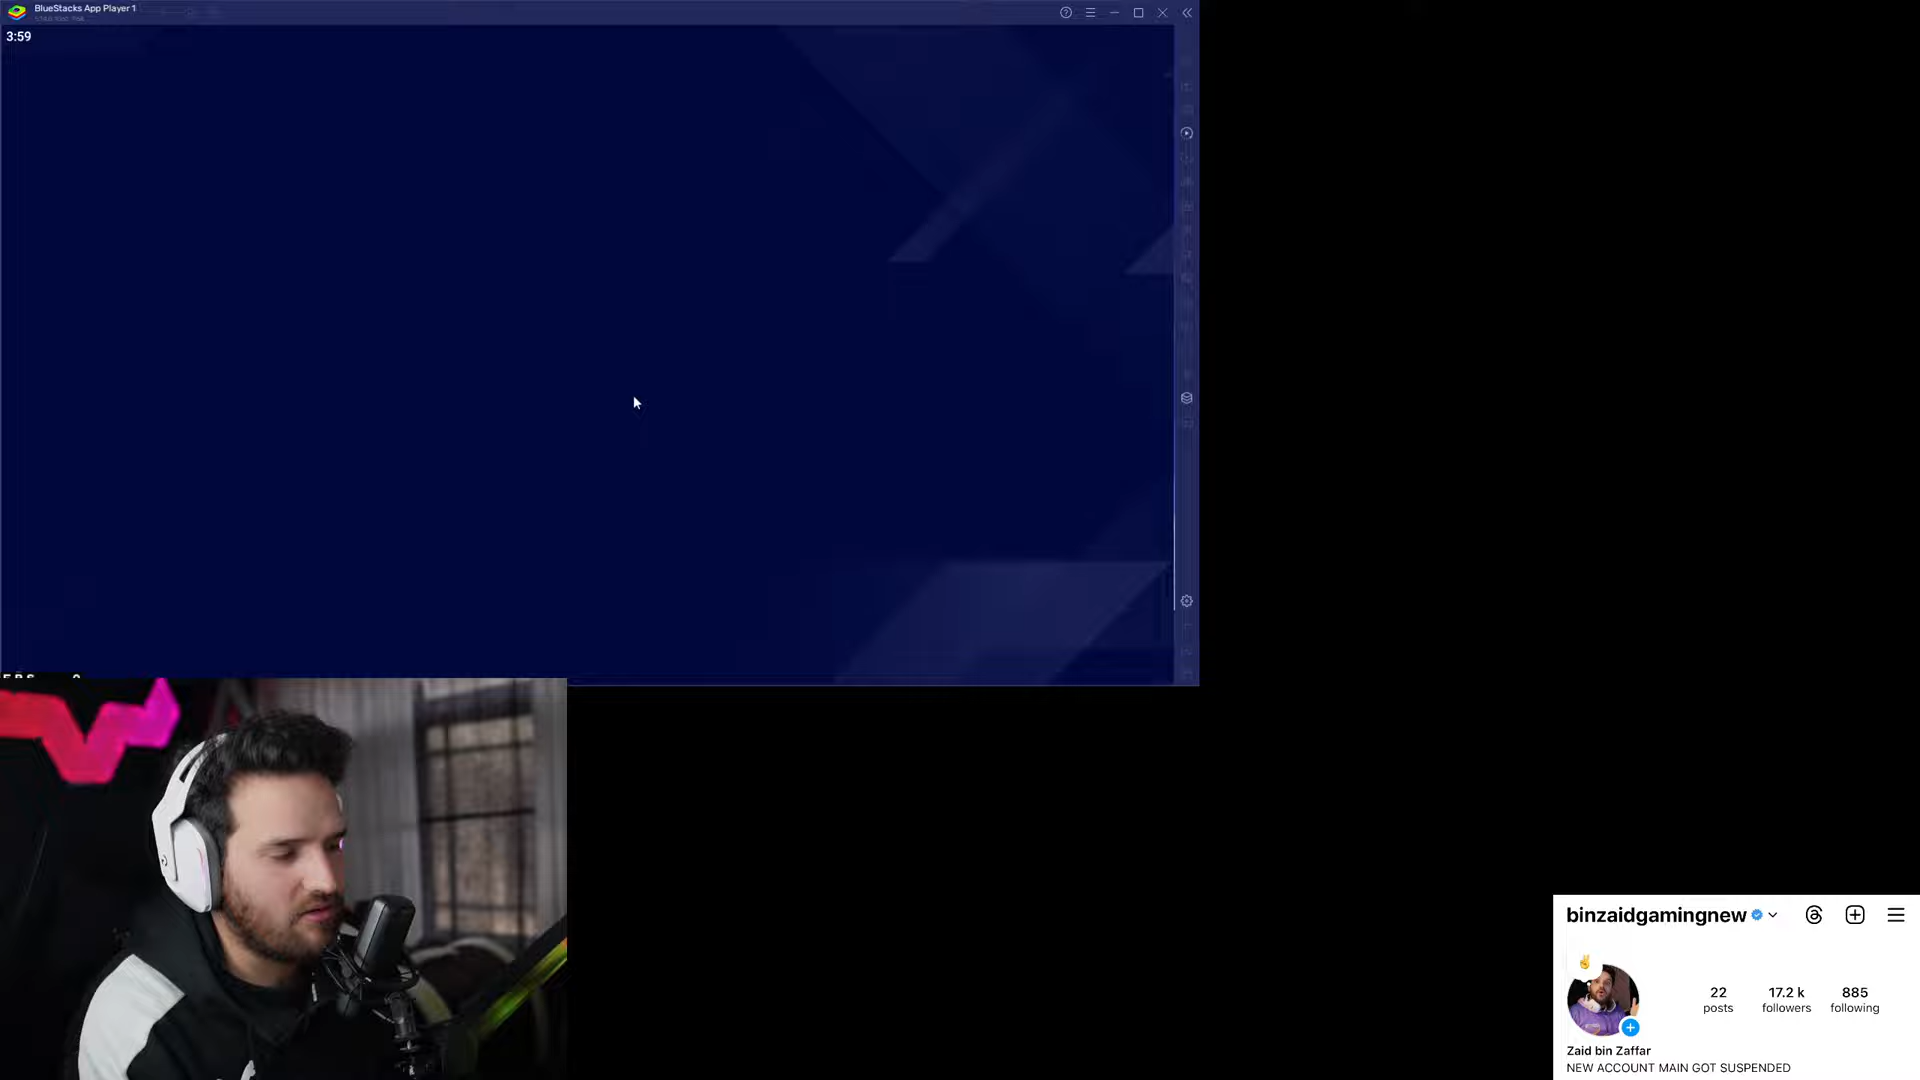 BlueStacks App Player 1
3:59
binzaidgamingnew
22
posts
17.2 k
followers
885
following
Zaid bin Zaffar
NEW ACCOUNT MAIN GOT SUSPENDED